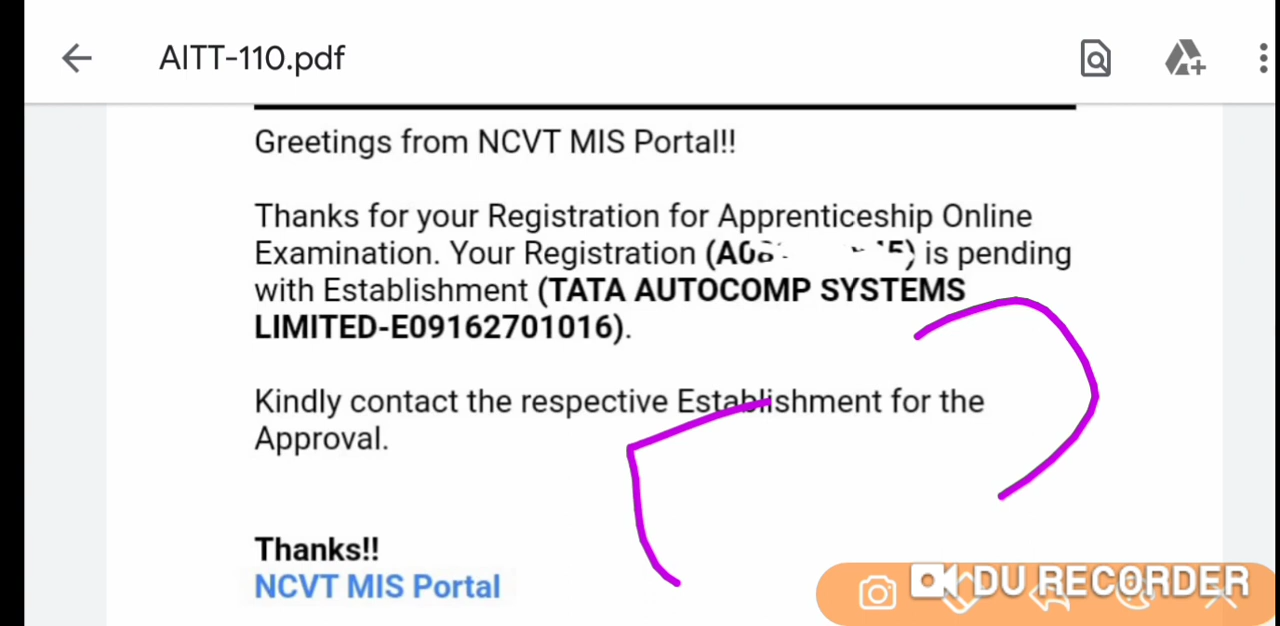 AITT-110.pdf
Greetings from NCVT MIS Portal!!
Thanks for your Registration for Apprenticeship Online
Examination. Your Registration is pending
with Establishment (TATA AUTOCOMP SYSTEMS
LIMITED-E09162701016).
Kindly contact the respective Establishment for the
Approval.
Thanks!!
NCVT MIS Portal
DU RECORDER